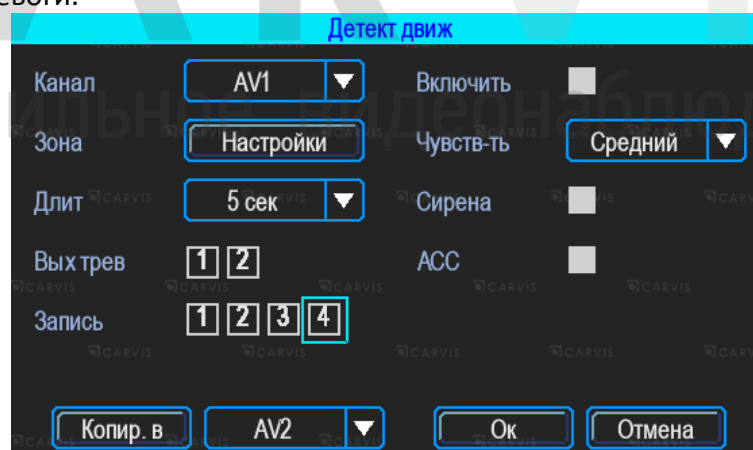 евоги.
Детект движ
Канал AV1 Включить
Зона Настройки Чувств-ть Средний
Длит 5 сек Сирена
Вых трев 1 2 ACC
Запись 1 2 3 4
Копир. в AV2 Ок Отмена